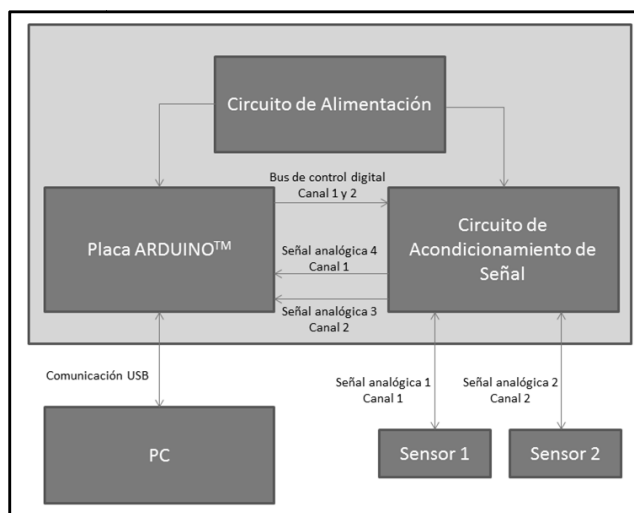 Circuito de Alimentación
Bus de control digital
Canal 1 y 2
Placa ARDUINO™
Circuito de
Acondicionamiento de
Señal
Señal analógica 4
Canal 1
Señal analógica 3
Canal 2
Comunicación USB
Señal analógica 1
Canal 1
Señal analógica 2
Canal 2
PC
Sensor 1
Sensor 2